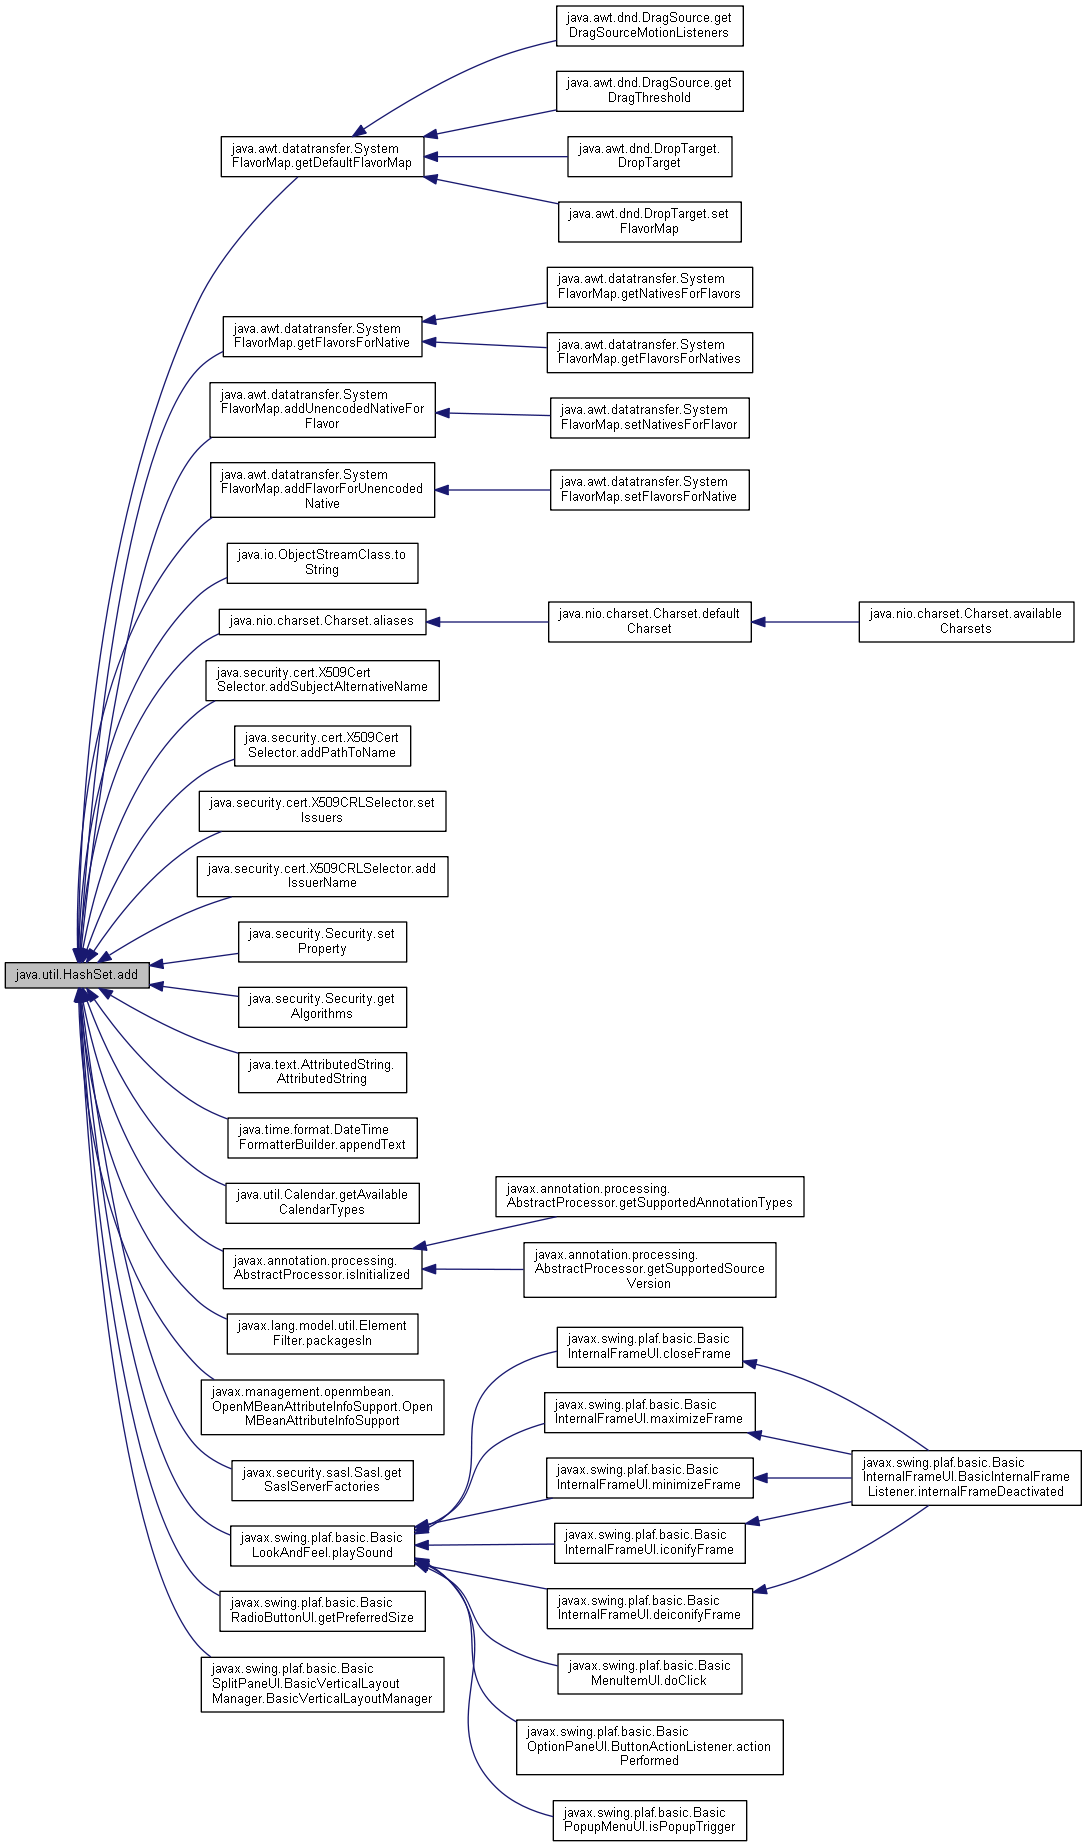 java.awt.dnd.DragSource.get
DragSourceMotionListeners
java.awt.dnd.DragSource.get
DragThreshold
java.awt.datatransfer.System
FlavorMap.getDefaultFlavorMap
java.awt.dnd.DropTarget.
DropTarget
java.awt.dnd.DropTarget.set
FlavorMap
java.awt.datatransfer.System
FlavorMap.getNativesForFlavors
java.awt.datatransfer.System
FlavorMap.getFlavorsForNative
java.awt.datatransfer.System
FlavorMap.getFlavorsForNatives
java.awt.datatransfer.System
FlavorMap.addUnencodedNativeFor
Flavor
java.awt.datatransfer.System
FlavorMap.setNativesForFlavor
java.awt.datatransfer.System
FlavorMap.addFlavorForUnencoded
Native
java.awt.datatransfer.System
FlavorMap.setFlavorsForNative
java.io.ObjectStreamClass.to
String
java.nio.charset.Charset.aliases
java.nio.charset.Charset.default
Charset
java.nio.charset.Charset.available
Charsets
java.security.cert.X509Cert
Selector.addSubjectAlternativeName
java.security.cert.X509Cert
Selector.addPathToName
java.security.cert.X509CRLSelector.set
Issuers
java.security.cert.X509CRLSelector.add
IssuerName
java.security.Security.set
Property
java.util.HashSet.add
java.security.Security.get
Algorithms
java.text.AttributedString.
AttributedString
java.time.format.DateTime
FormatterBuilder.appendText
java.util.Calendar.getAvailable
CalendarTypes
javax.annotation.processing.
AbstractProcessor.getSupportedAnnotationTypes
javax.annotation.processing.
AbstractProcessor.isInitialized
javax.annotation.processing.
AbstractProcessor.getSupportedSource
Version
javax.lang.model.util.Element
Filter.packagesIn
javax.swing.plaf.basic.Basic
InternalFrameUI.closeFrame
javax.management.openmbean.
OpenMBeanAttributeInfoSupport.Open
MBeanAttributeInfoSupport
javax.swing.plaf.basic.Basic
InternalFrameUI.maximizeFrame
javax.security.sasl.Sasl.get
SaslServerFactories
javax.swing.plaf.basic.Basic
InternalFrameUI.minimizeFrame
javax.swing.plaf.basic.Basic
InternalFrameUI.BasicInternalFrame
Listener.internalFrameDeactivated
javax.swing.plaf.basic.Basic
LookAndFeel.playSound
javax.swing.plaf.basic.Basic
InternalFrameUI.iconifyFrame
javax.swing.plaf.basic.Basic
RadioButtonUI.getPreferredSize
javax.swing.plaf.basic.Basic
InternalFrameUI.deiconifyFrame
javax.swing.plaf.basic.Basic
SplitPaneUI.BasicVerticalLayout
Manager.BasicVerticalLayoutManager
javax.swing.plaf.basic.Basic
MenuItemUI.doClick
javax.swing.plaf.basic.Basic
OptionPaneUI.ButtonActionListener.action
Performed
javax.swing.plaf.basic.Basic
PopupMenuUI.isPopupTrigger